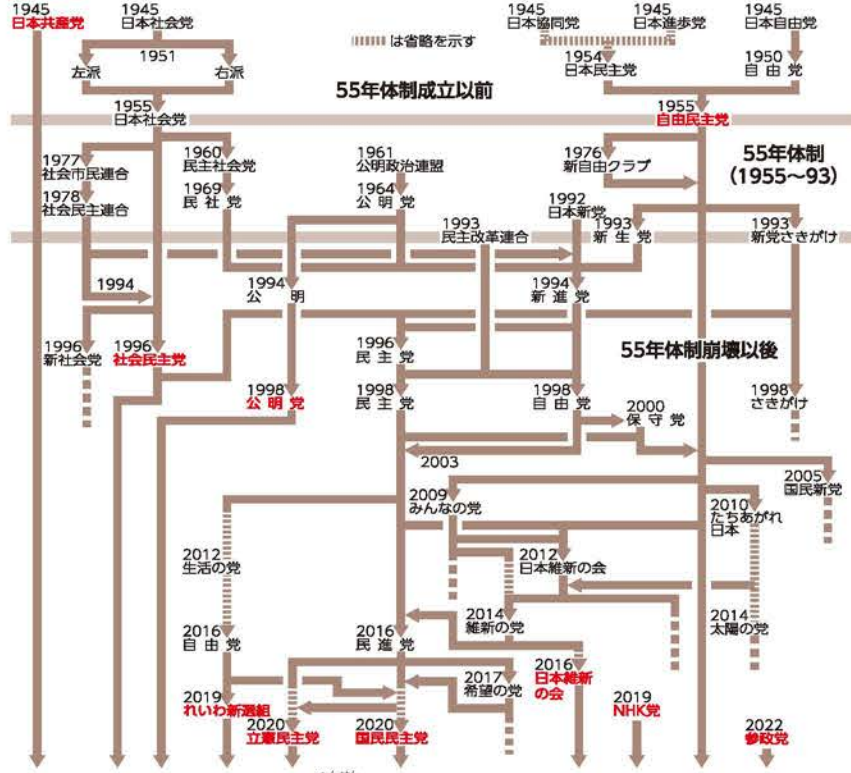 1945
日本共産党
1945
日本社会党
1945
日本協同党
1945
日本進歩党
1945
日本自由党
は省略を示す
1951
左派
右派
1954
日本民主党
1950
自由党
55年体制成立以前
1955
日本社会党
1955
自由民主党
1977
社会市民連合
1960
民主社会党
1961
公明政治連盟
1976
新自由クラブ
55年体制
(1955〜93)
1978
社会民主連合
1969
民社党
1964
公明党
1992
日本新党
1993
民主改革連合
1993
新生党
1993
新党さきがけ
1994
1994
公明
1994
新進党
1996
新社会党
1996
社会民主党
1996
民主党
55年体制崩壊以後
1998
公明党
1998
民主党
1998
自由党
2000
保守党
1998
さきがけ
2003
2005
国民新党
2009
みんなの党
2010
たちあがれ
日本
2012
生活の党
2012
日本維新の会
2014
維新の党
2014
太陽の党
2016
自由党
2016
民進党
2016
日本維新
の会
2017
希望の党
2019
れいわ新選組
2019
NHK党
2020
立憲民主党
2020
国民民主党
2022
参政党